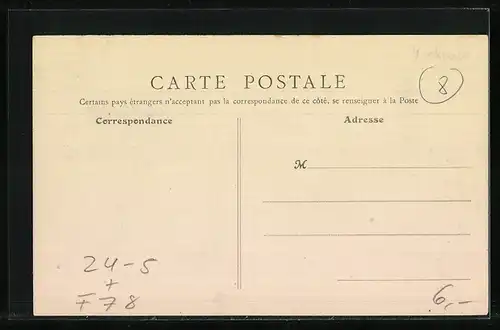 CARTE POSTALE
8
Certains pays étrangers n'acceptant pas la correspondance de ce côté, se renseigner à la Poste
Correspondance
Adresse
M
24-5
+
F78
6,-